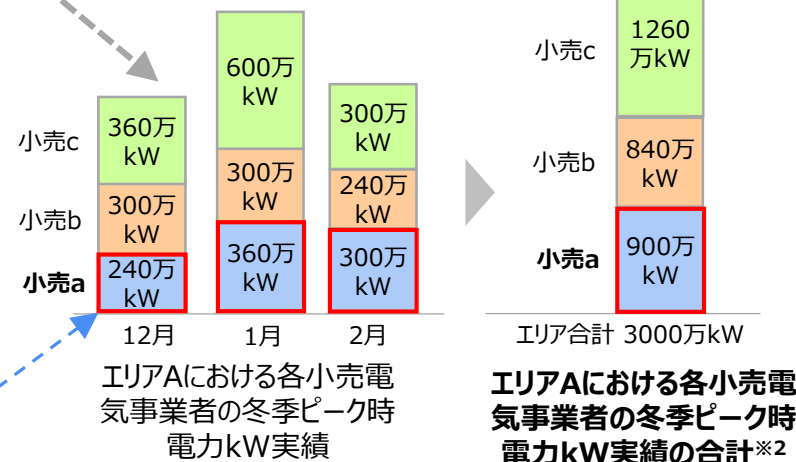 小売c
360万
kW
600万
kW
300万
kW
小売b
300万
kW
300万
kW
240万
kW
小売a
240万
kW
360万
kW
300万
kW
12月
1月
2月
エリアAにおける各小売電
気事業者の冬季ピーク時
電力kW実績
小売c
1260
万kW
小売b
840万
kW
小売a
900万
kW
エリア合計 3000万kW
エリアAにおける各小売電
気事業者の冬季ピーク時
電力kW実績の合計※2